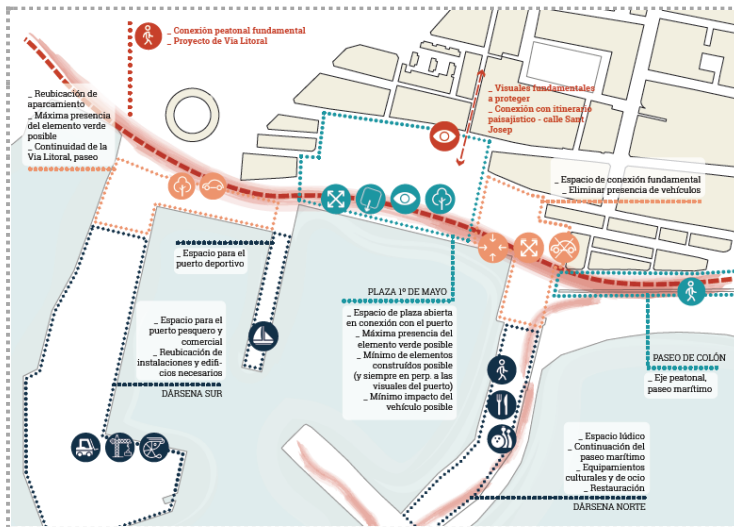 _ Conexión peatonal fundamental
_ Proyecto de Via Litoral
_ Reubicación de
aparcamiento
_ Máxima presencia
del elemento verde
posible
_ Continuidad de la
Via Litoral, paseo
_ Visuales fundamentales
a proteger
_ Conexión con itinerario
paisajístico - calle Sant
Josep
_ Espacio de conexión fundamental
_ Eliminar presencia de vehículos
_ Espacio para el
puerto deportivo
_ Espacio para el
puerto pesquero y
comercial
_ Reubicación de
instalaciones y edifi-
cios necesarios
DÁRSENA SUR
PLAZA 1º DE MAYO
_ Espacio de plaza abierta
en conexión con el puerto
_ Máxima presencia del
elemento verde posible
_ Mínimo de elementos
construídos posible
(y siempre en perp. a las
visuales del puerto)
_ Mínimo impacto del
vehículo posible
PASEO DE COLÓN
_ Eje peatonal,
paseo marítimo
_ Espacio lúdico
_ Continuación del
paseo marítimo
_ Equipamientos
culturales y de ocio
_ Restauración
DÁRSENA NORTE